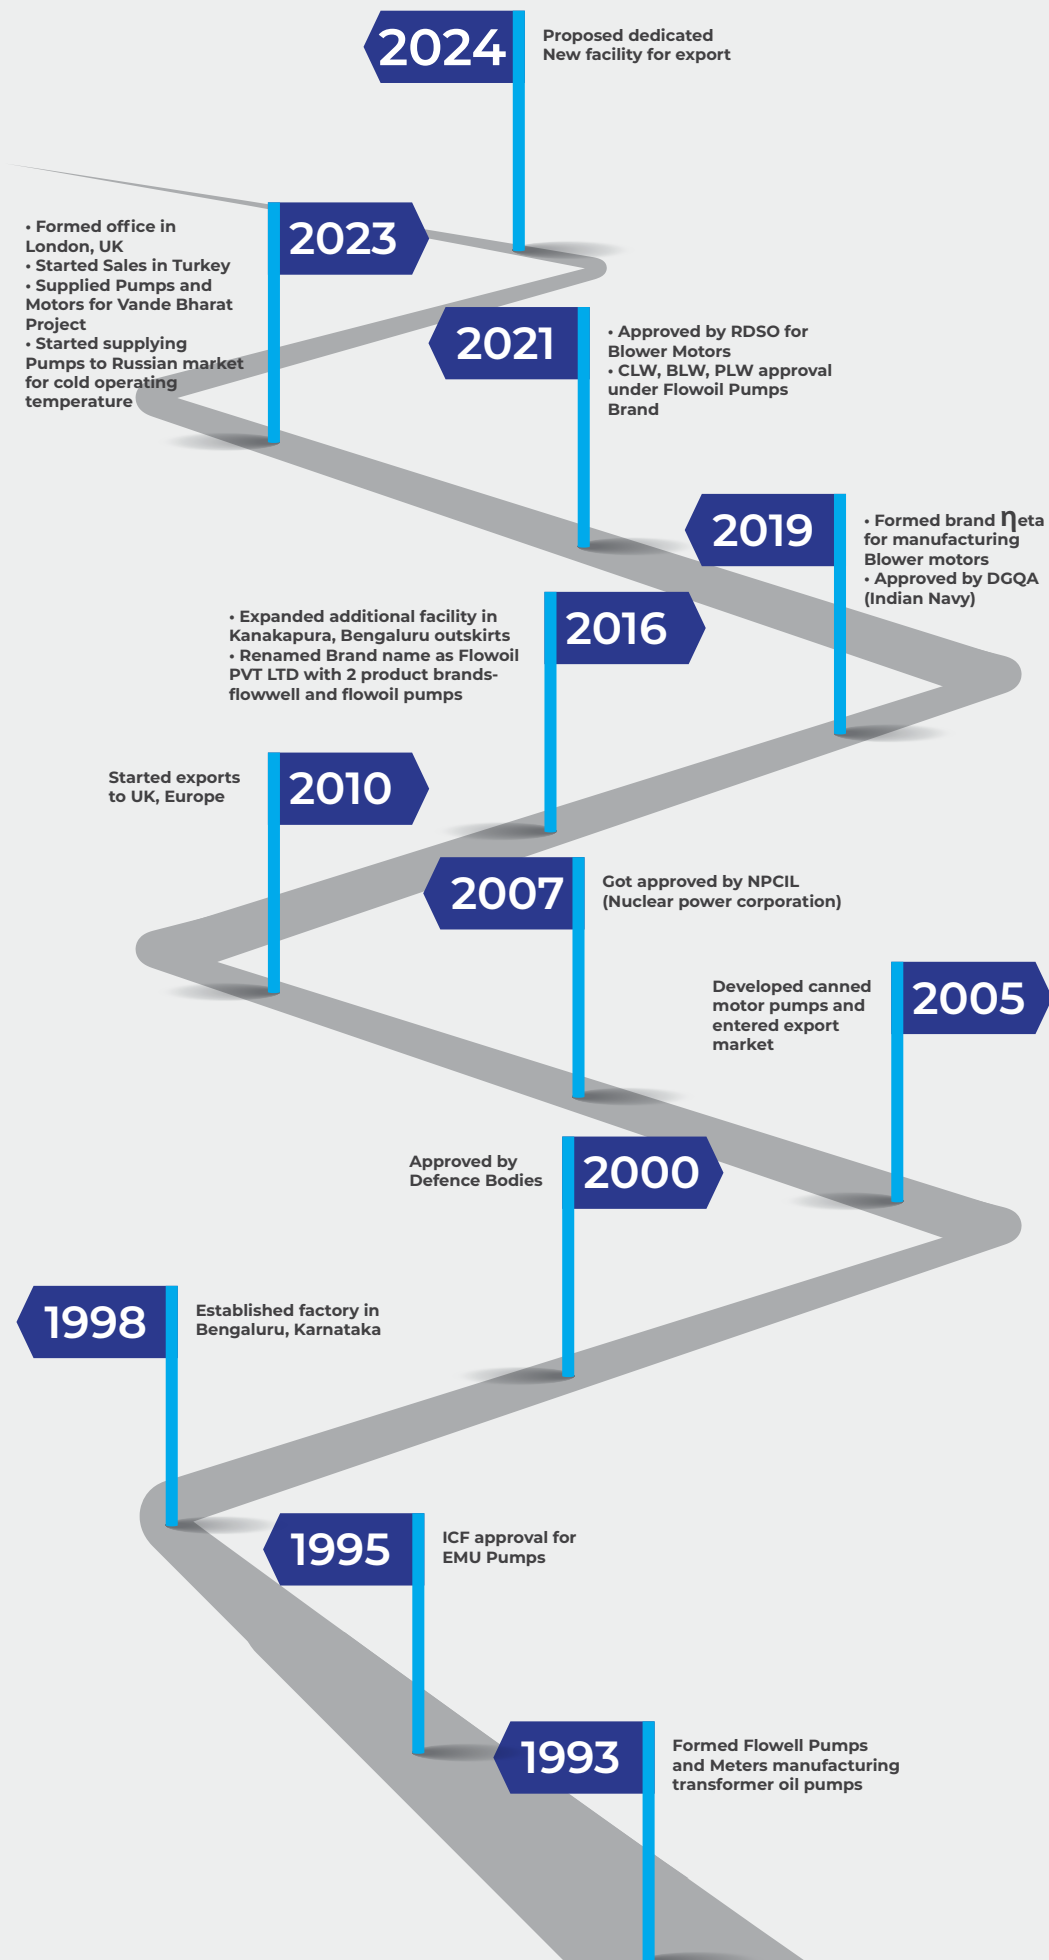 2024
Proposed dedicated
New facility for export
2023
• Formed office in
London, UK
• Started Sales in Turkey
• Supplied Pumps and
Motors for Vande Bharat
Project
• Started supplying
Pumps to Russian market
for cold operating
temperature
2021
• Approved by RDSO for
Blower Motors
• CLW, BLW, PLW approval
under Flowoil Pumps
Brand
2019
• Formed brand ηeta
for manufacturing
Blower motors
• Approved by DGQA
(Indian Navy)
2016
• Expanded additional facility in
Kanakapura, Bengaluru outskirts
• Renamed Brand name as Flowoil
PVT LTD with 2 product brands-
flowwell and flowoil pumps
2010
Started exports
to UK, Europe
2007
Got approved by NPCIL
(Nuclear power corporation)
2005
Developed canned
motor pumps and
entered export
market
2000
Approved by
Defence Bodies
1998
Established factory in
Bengaluru, Karnataka
1995
ICF approval for
EMU Pumps
1993
Formed Flowell Pumps
and Meters manufacturing
transformer oil pumps